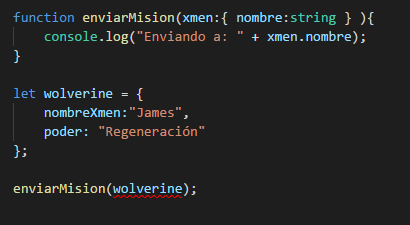 function enviarMision(xmen:{ nombre:string } ){
    console.log("Enviando a: " + xmen.nombre);
}

let wolverine = {
    nombreXmen:"James",
    poder: "Regeneración"
};

enviarMision(wolverine);